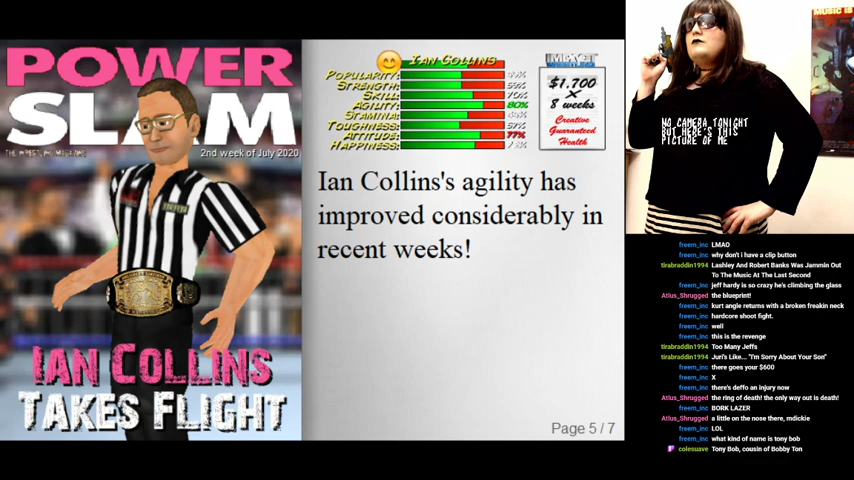 POWER
SLAM
THE WRESTLING MAGAZINE
2nd week of July 2020
IAN COLLINS
TAKES FLIGHT
IAN COLLINS
POPULARITY:
STRENGTH:
SKILL: 70%
AGILITY: 80%
STAMINA:
TOUGHNESS: 57%
ATTITUDE: 77%
HAPPINESS:
IMPACT
WRESTLING
$1,700
X
8 weeks
Creative
Guaranteed
Health
Ian Collins's agility has
improved considerably in
recent weeks!
Page 5 / 7
MUSIC IS
NO CAMERA TONIGHT
BUT HERE'S THIS
PICTURE OF ME
freem_inc LMAO
freem_inc why don't i have a clip button
tirabraddin1994 Lashley And Robert Banks Was Jammin Out
To The Music At The Last Second
freem_inc jeff hardy is so crazy he's climbing the glass
Atlus_Shrugged the blueprint!
freem_inc kurt angle returns with a broken freakin neck
freem_inc hardcore shoot fight.
freem_inc well
freem_inc this is the revenge
tirabraddin1994 Too Many Jeffs
tirabraddin1994 Juri's Like... "I'm Sorry About Your Son"
freem_inc there goes your $600
freem_inc X
freem_inc there's deffo an injury now
Atlus_Shrugged the ring of death! the only way out is death!
freem_inc BORK LAZER
Atlus_Shrugged a little on the nose there, mdickie
freem_inc LOL
freem_inc what kind of name is tony bob
colesuave Tony Bob, cousin of Bobby Ton